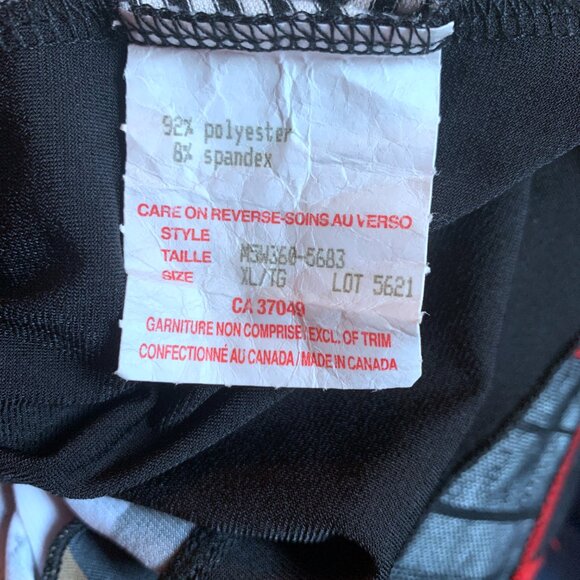 92% polyester
8% spandex
CARE ON REVERSE-SOINS AU VERSO
STYLE
TAILLE M5W360-5683
SIZE XL/TG LOT 5621
CA 37049
GARNITURE NON COMPRISE/EXCL. OF TRIM
CONFECTIONNÉ AU CANADA/MADE IN CANADA